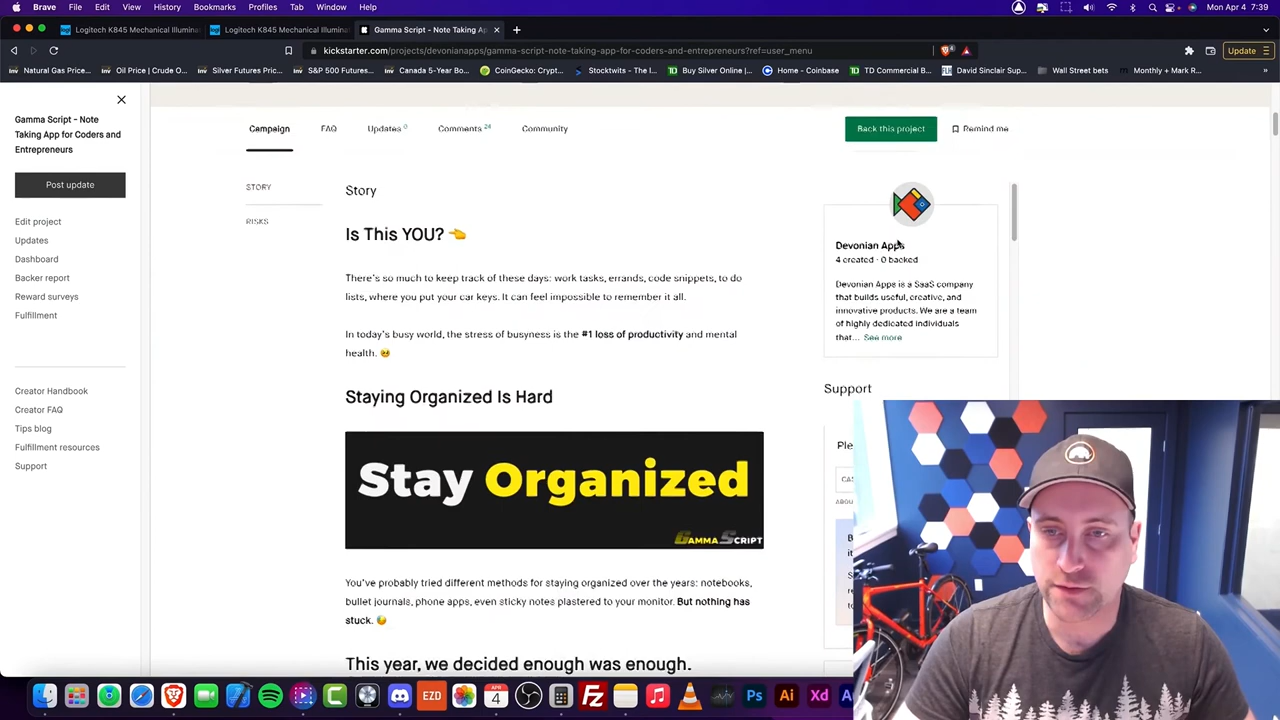 Brave File Edit View History Bookmarks Profiles Tab Window Help
Mon Apr 4 7:39
Logitech K845 Mechanical Illuminat
Logitech K845 Mechanical Illuminat
Gamma Script - Note Taking Ap
kickstarter.com/projects/devonianapps/gamma-script-note-taking-app-for-coders-and-entrepreneurs?ref=user_menu
Update
Natural Gas Price...
Oil Price | Crude O...
Silver Futures Pric...
S&P 500 Futures...
Canada 5-Year Bo...
CoinGecko: Crypt...
Stocktwits - The l...
Buy Silver Online |...
Home - Coinbase
TD Commercial B...
David Sinclair Sup...
Wall Street bets
Monthly + Mark R...
Gamma Script - Note
Taking App for Coders and
Entrepreneurs
Post update
Edit project
Updates
Dashboard
Backer report
Reward surveys
Fulfillment
Creator Handbook
Creator FAQ
Tips blog
Fulfillment resources
Support
Campaign
FAQ
Updates 0
Comments 24
Community
Back this project
Remind me
STORY
RISKS
Story
Is This YOU? 👈
There's so much to keep track of these days: work tasks, errands, code snippets, to do
lists, where you put your car keys. It can feel impossible to remember it all.
In today's busy world, the stress of busyness is the #1 loss of productivity and mental
health. 🥺
Staying Organized Is Hard
Stay Organized
GAMMASCRIPT
You've probably tried different methods for staying organized over the years: notebooks,
bullet journals, phone apps, even sticky notes plastered to your monitor. But nothing has
stuck.
This year, we decided enough was enough.
Devonian Apps
4 created · 0 backed
Devonian Apps is a SaaS company
that builds useful, creative, and
innovative products. We are a team
of highly dedicated individuals
that... See more
Support
APR
4
EZD
Ps
Ai
Xd